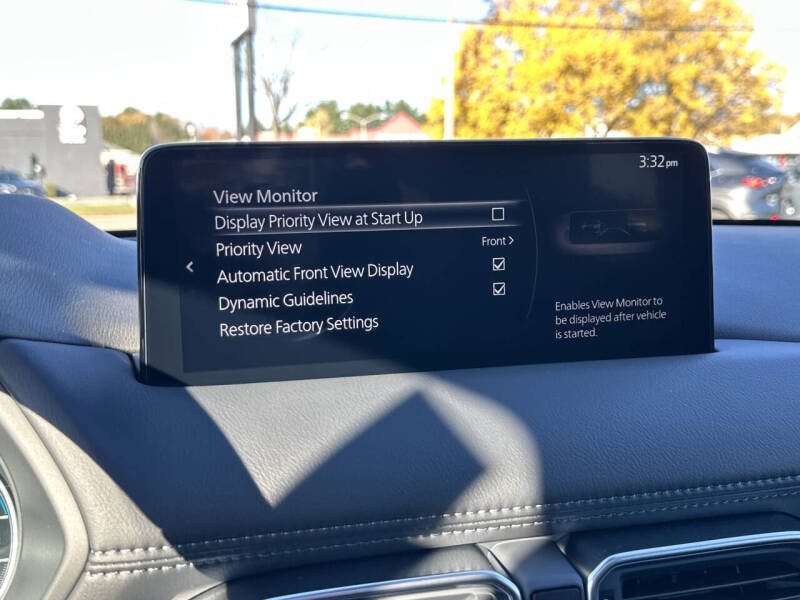 3:32pm
View Monitor
Display Priority View at Start Up
Priority View Front >
Automatic Front View Display
Dynamic Guidelines
Restore Factory Settings
Enables View Monitor to
be displayed after vehicle
is started.